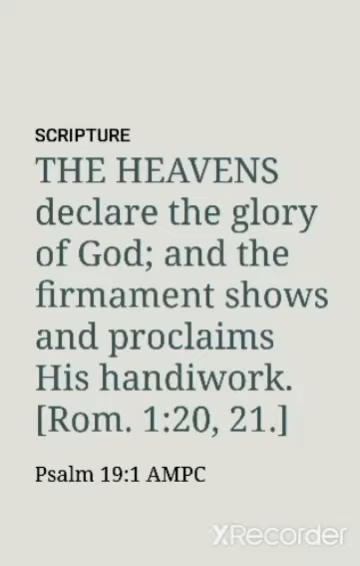 SCRIPTURE
THE HEAVENS
declare the glory
of God; and the
firmament shows
and proclaims
His handiwork.
[Rom. 1:20, 21.]
Psalm 19:1 AMPC
XRecorder